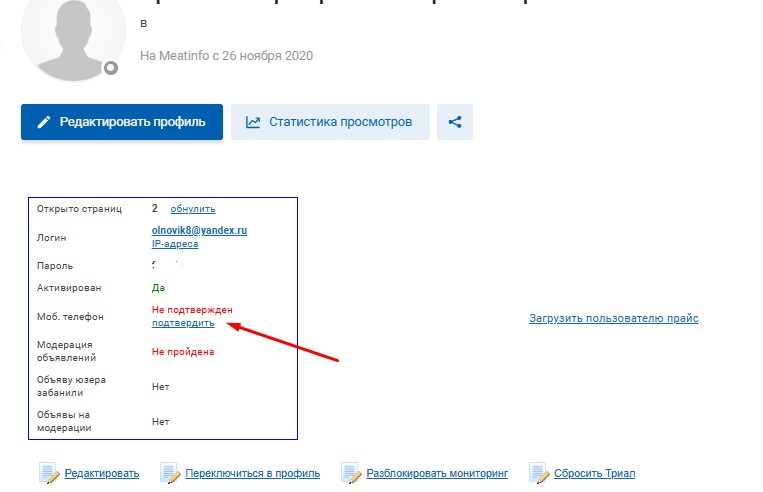 в
На Meatinfo с 26 ноября 2020
Редактировать профиль
Статистика просмотров
Открыто страниц 2 обнулить
Логин olnovik8@yandex.ru
IP-адреса
Пароль
Активирован Да
Моб. телефон Не подтвержден
подтвердить
Загрузить пользователю прайс
Модерация
объявлений Не пройдена
Объяву юзера
забанили Нет
Объявы на
модерации Нет
Редактировать Переключиться в профиль Разблокировать мониторинг Сбросить Триал